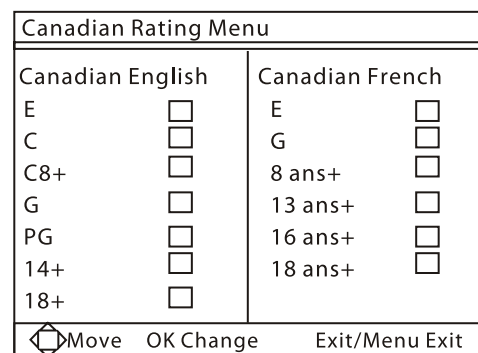 Canadian Rating Menu
Canadian English
E
C
C8+
G
PG
14+
18+
Canadian French
E
G
8 ans+
13 ans+
16 ans+
18 ans+
Move OK Change Exit/Menu Exit